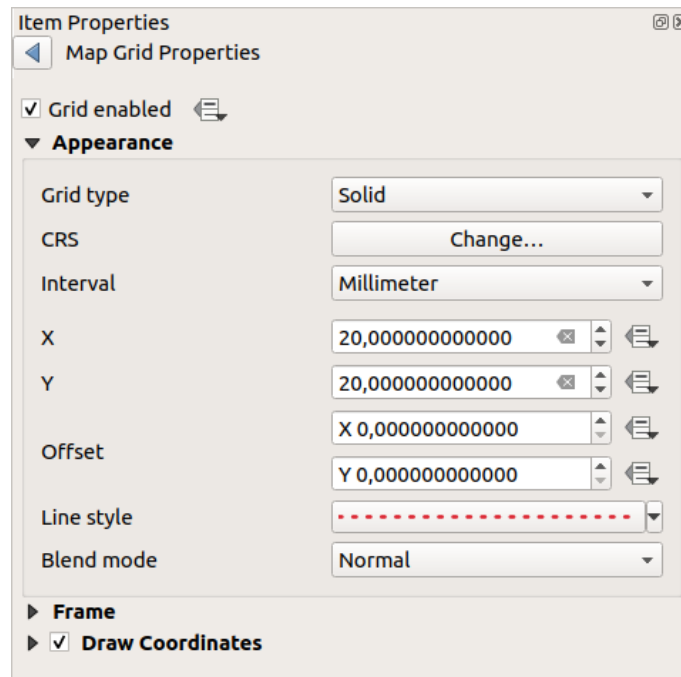 Item Properties
Map Grid Properties
Grid enabled
Appearance
Grid type Solid
CRS Change...
Interval Millimeter
X 20,000000000000
Y 20,000000000000
Offset X 0,000000000000
Y 0,000000000000
Line style
Blend mode Normal
Frame
Draw Coordinates